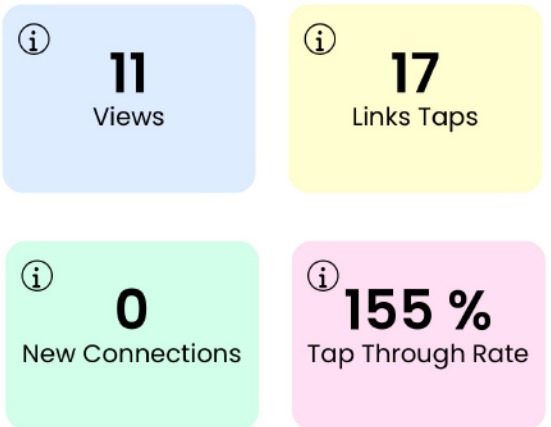 11
Views
17
Links Taps
0
New Connections
155 %
Tap Through Rate